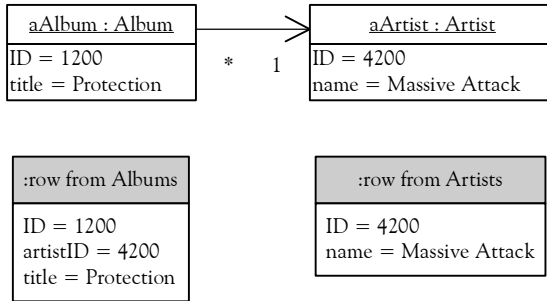 aAlbum : Album
ID = 1200
title = Protection
* 1
aArtist : Artist
ID = 4200
name = Massive Attack
:row from Albums
ID = 1200
artistID = 4200
title = Protection
:row from Artists
ID = 4200
name = Massive Attack